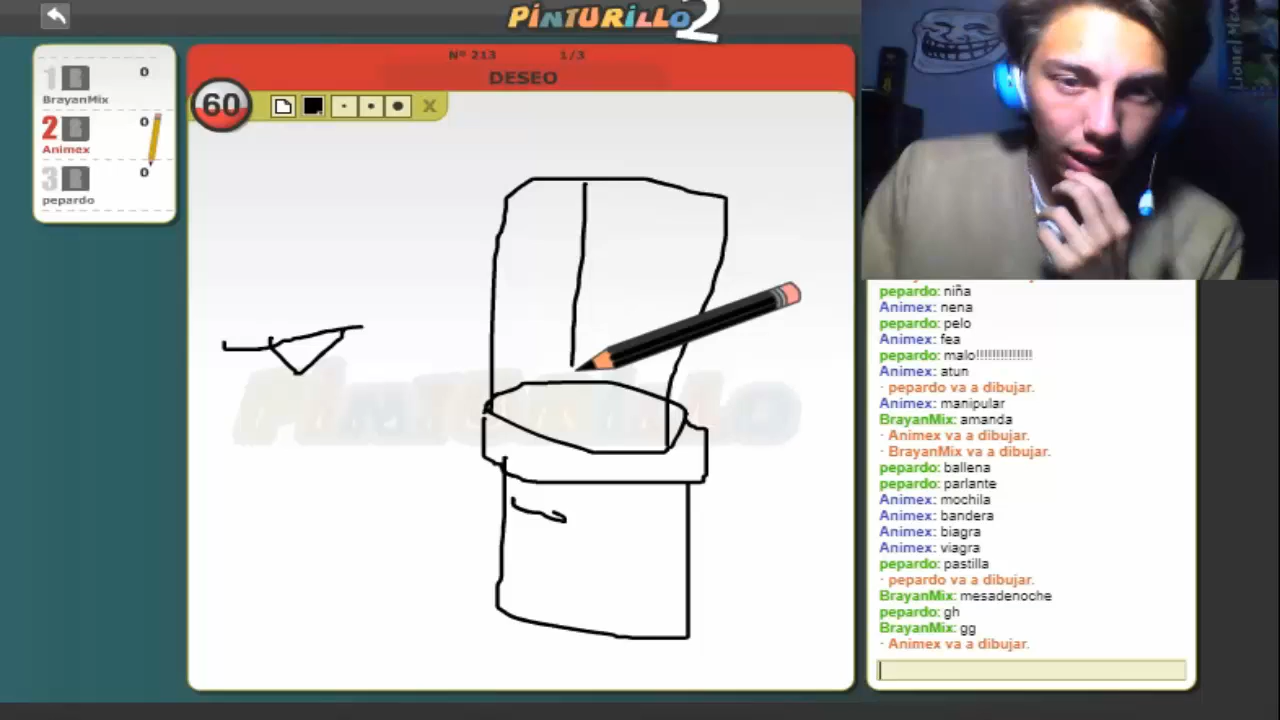 PINTURILLO 2
Nº 213 1/3
DESEO
60
1 0
BrayanMix
2 0
Animex
3 0
pepardo
PINTURILLO
Lionel Messi
pepardo: niña
Animex: nena
pepardo: pelo
Animex: fea
pepardo: malo!!!!!!!!!!!!!!
Animex: atun
· pepardo va a dibujar.
Animex: manipular
BrayanMix: amanda
· Animex va a dibujar.
· BrayanMix va a dibujar.
pepardo: ballena
pepardo: parlante
Animex: mochila
Animex: bandera
Animex: biagra
Animex: viagra
pepardo: pastilla
· pepardo va a dibujar.
BrayanMix: mesadenoche
pepardo: gh
BrayanMix: gg
· Animex va a dibujar.